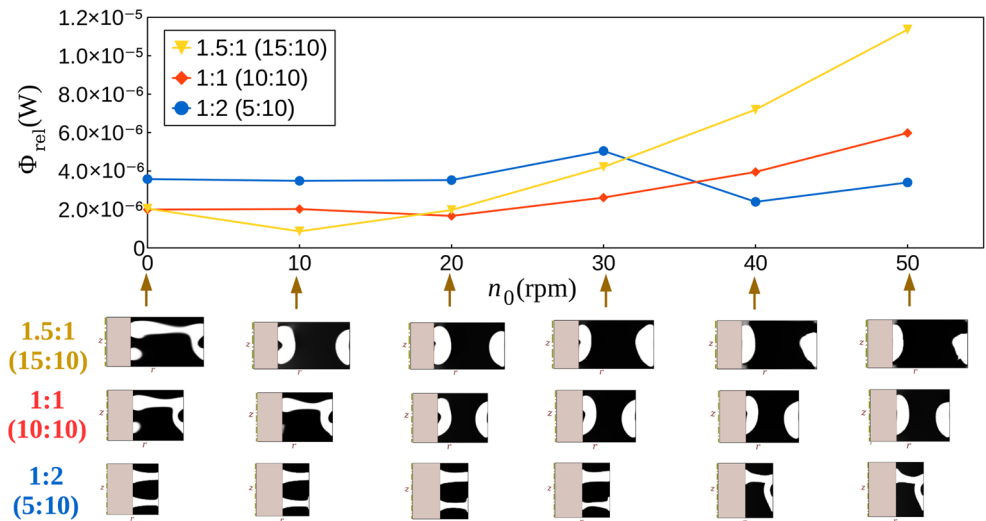 1.2×10⁻⁵
1.0×10⁻⁵
8.0×10⁻⁶
6.0×10⁻⁶
4.0×10⁻⁶
2.0×10⁻⁶
0
Φrel(W)
1.5:1 (15:10)
1:1 (10:10)
1:2 (5:10)
0 10 20 30 40 50
n0(rpm)
1.5:1
(15:10)
z z z z z z
r r r r r r
1:1
(10:10)
z z z z z z
r r r r r r
1:2
(5:10)
z z z z z z
r r